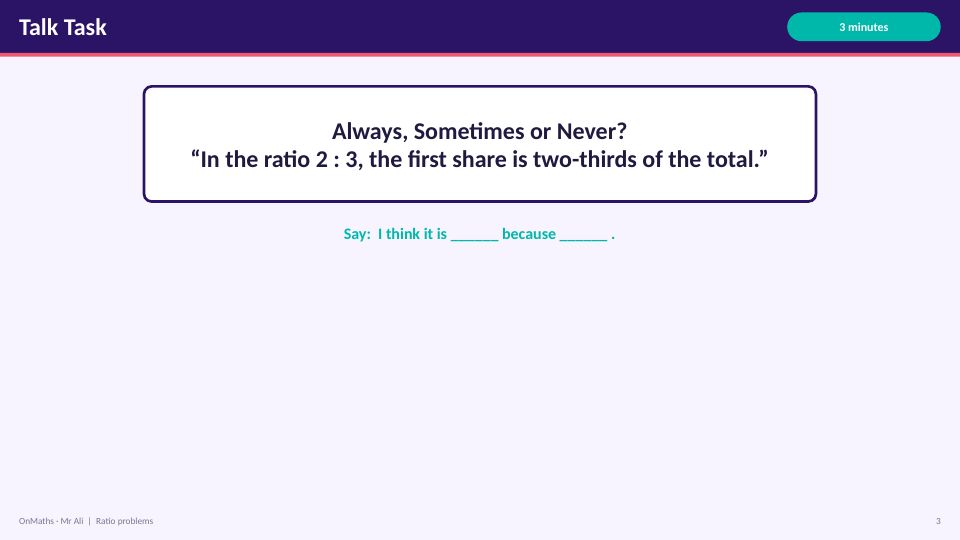 Talk Task
3 minutes
Always, Sometimes or Never?
“In the ratio 2 : 3, the first share is two-thirds of the total.”
Say:  I think it is ______ because ______ .
OnMaths · Mr Ali  |  Ratio problems
3